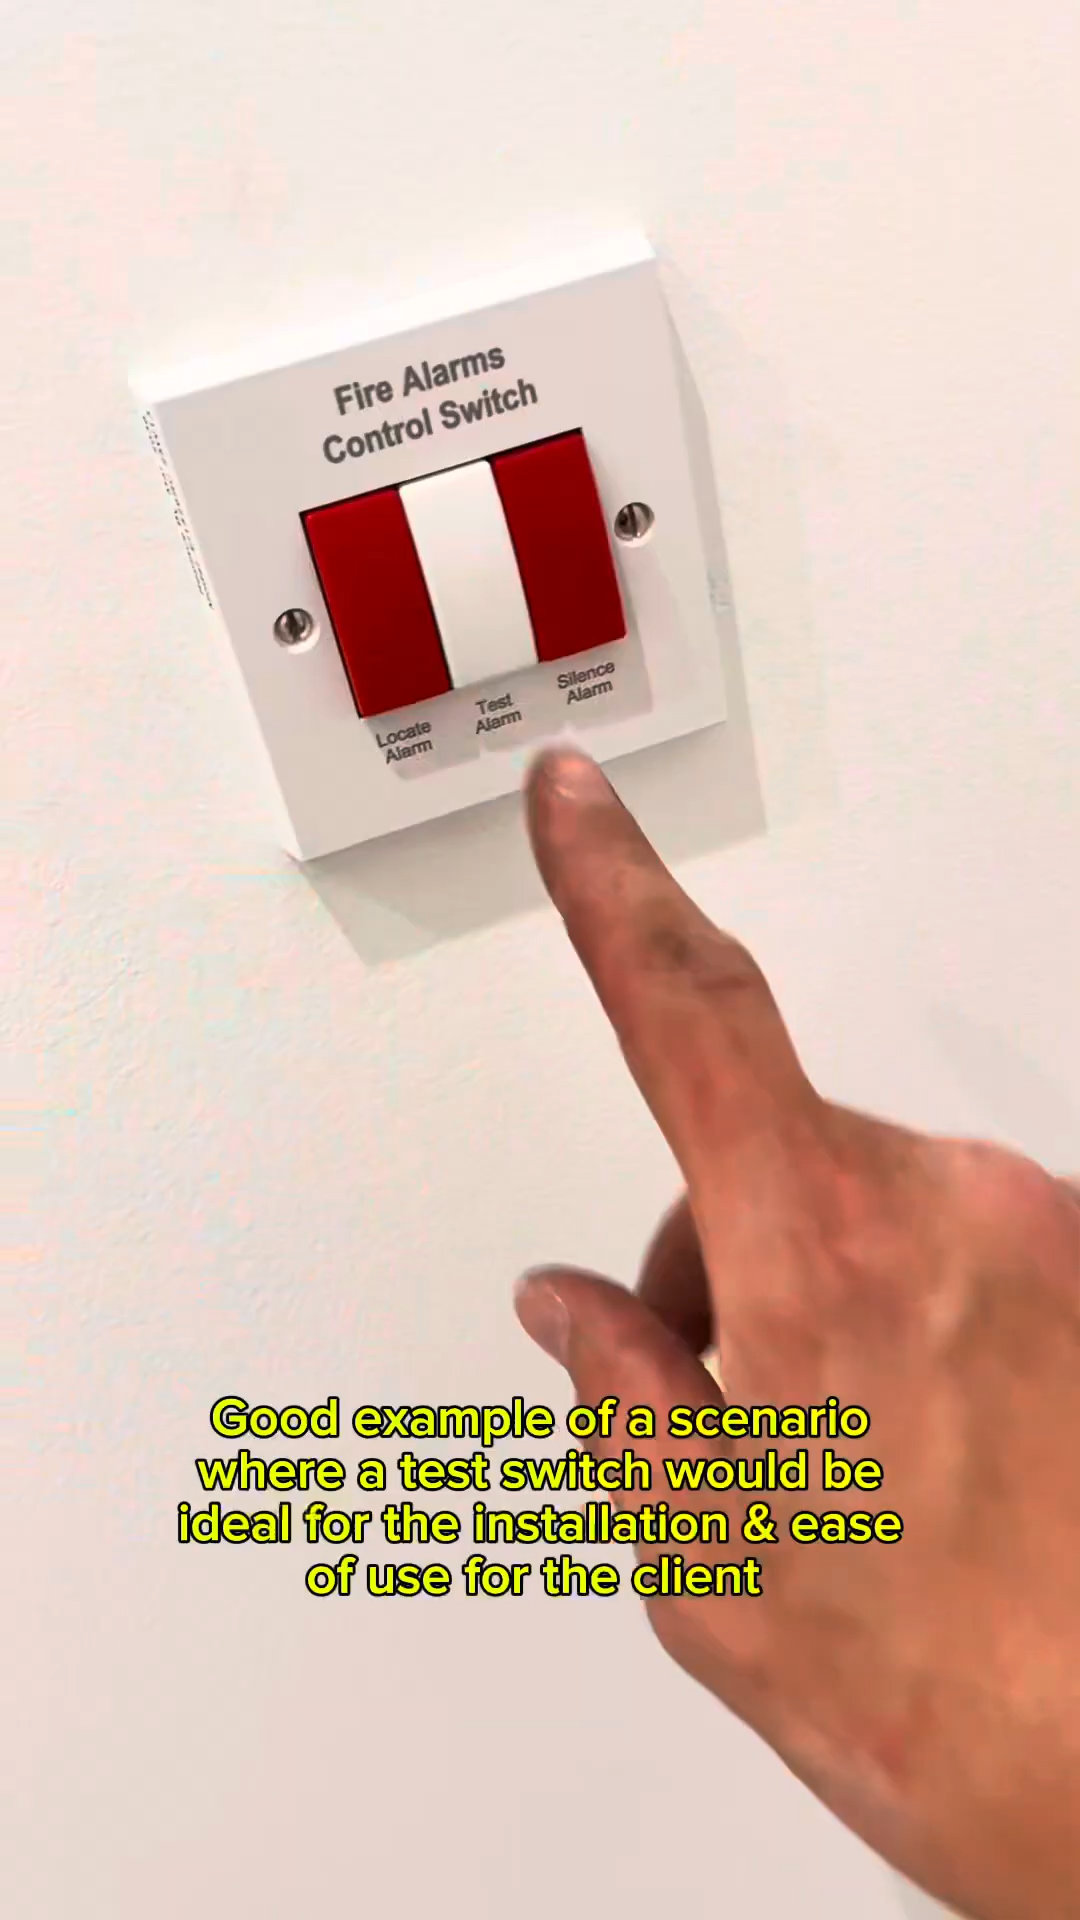 Fire Alarms
Control Switch
Locate
Alarm
Test
Alarm
Silence
Alarm
Good example of a scenario
where a test switch would be
ideal for the installation & ease
of use for the client